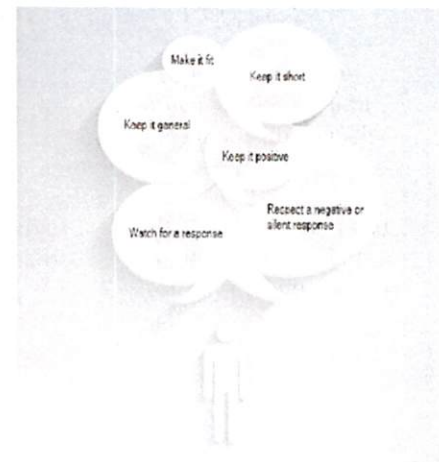 Make it fit
Keep it short
Keep it general
Keep it positive
Respect a negative or
silent response
Watch for a response